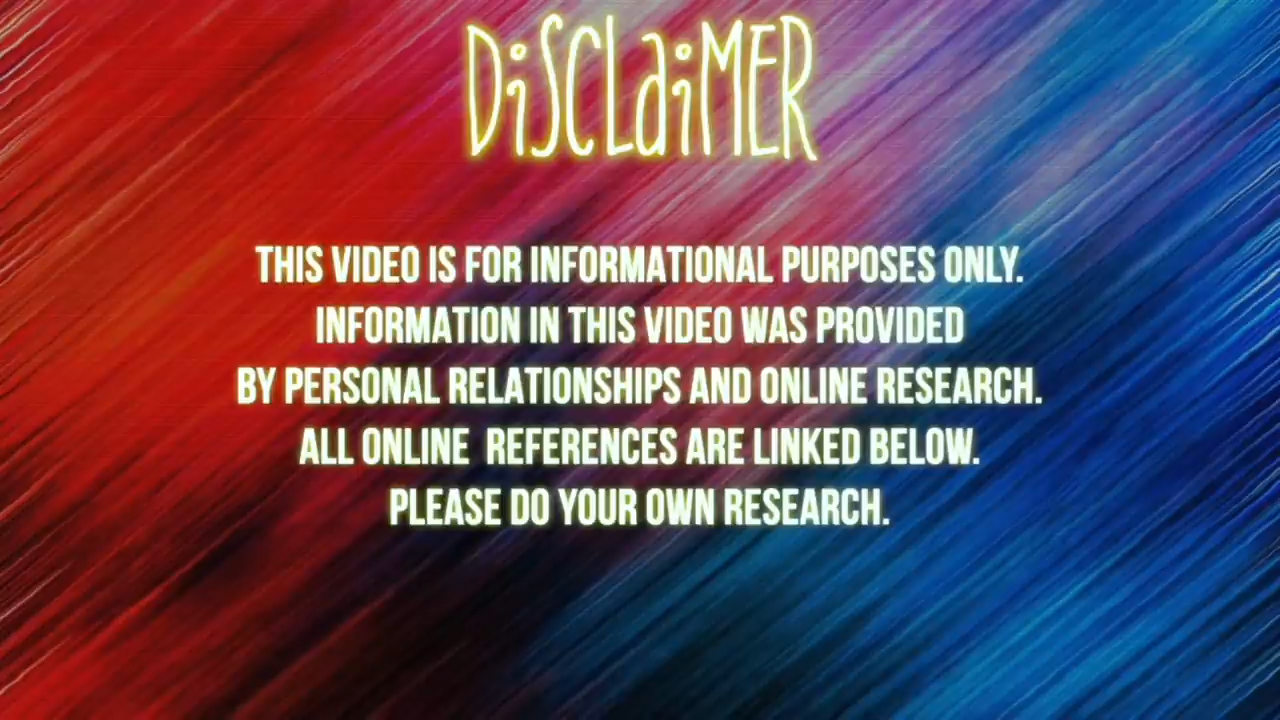 DiSCLaiMER
THIS VIDEO IS FOR INFORMATIONAL PURPOSES ONLY.
INFORMATION IN THIS VIDEO WAS PROVIDED
BY PERSONAL RELATIONSHIPS AND ONLINE RESEARCH.
ALL ONLINE  REFERENCES ARE LINKED BELOW.
PLEASE DO YOUR OWN RESEARCH.